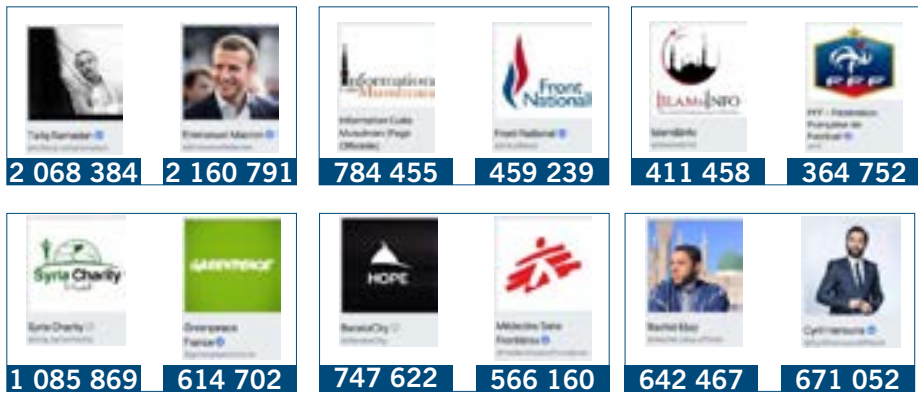 Informations
Musulmana
Front
National
ISLAM&INFO
FFF
Tariq Ramadan
Emmanuel Macron
Information Culte
Musulman (Page
Officielle)
Front National
Islam&Info
FFF - Fédération
Française de
Football
2 068 384 2 160 791 784 455 459 239 411 458 364 752
Syria Charity
GREENPEACE
HOPE
Syria Charity
Greenpeace
France
BarakaCity
Médecins Sans
Frontières
Rachid Eljay
Cyril Hanouna
1 085 869 614 702 747 622 566 160 642 467 671 052